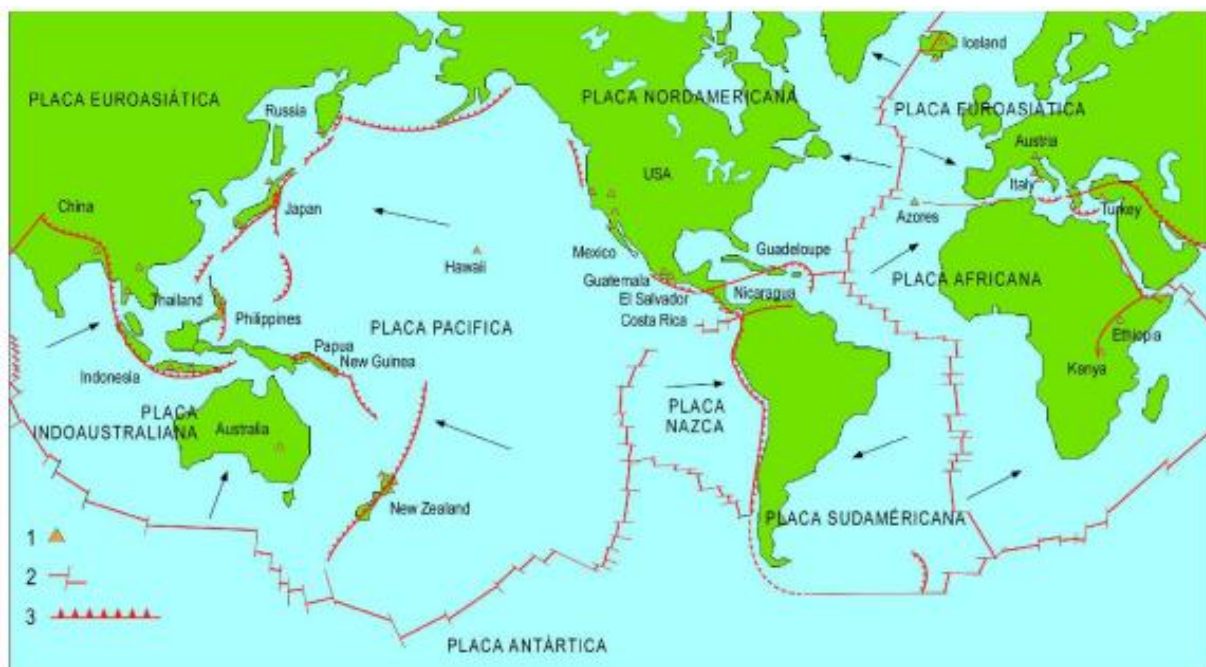 Iceland
PLACA EUROASIÁTICA
PLACA NORDAMERICANA
PLACA EUROASIÁTICA
Russia
Austria
USA
Italy
China
Japan
Azores
Turkey
Mexico
Guadeloupe
Hawaii
PLACA AFRICANA
Guatemala
Thailand
El Salvador
Nicaragua
Philippines
Costa Rica
PLACA PACIFICA
Ethiopia
Papua
New Guinea
Kenya
Indonesia
PLACA
INDOAUSTRALIANA
PLACA
NAZCA
Australia
New Zealand
PLACA SUDAMÉRICANA
1
2
3
PLACA ANTÁRTICA